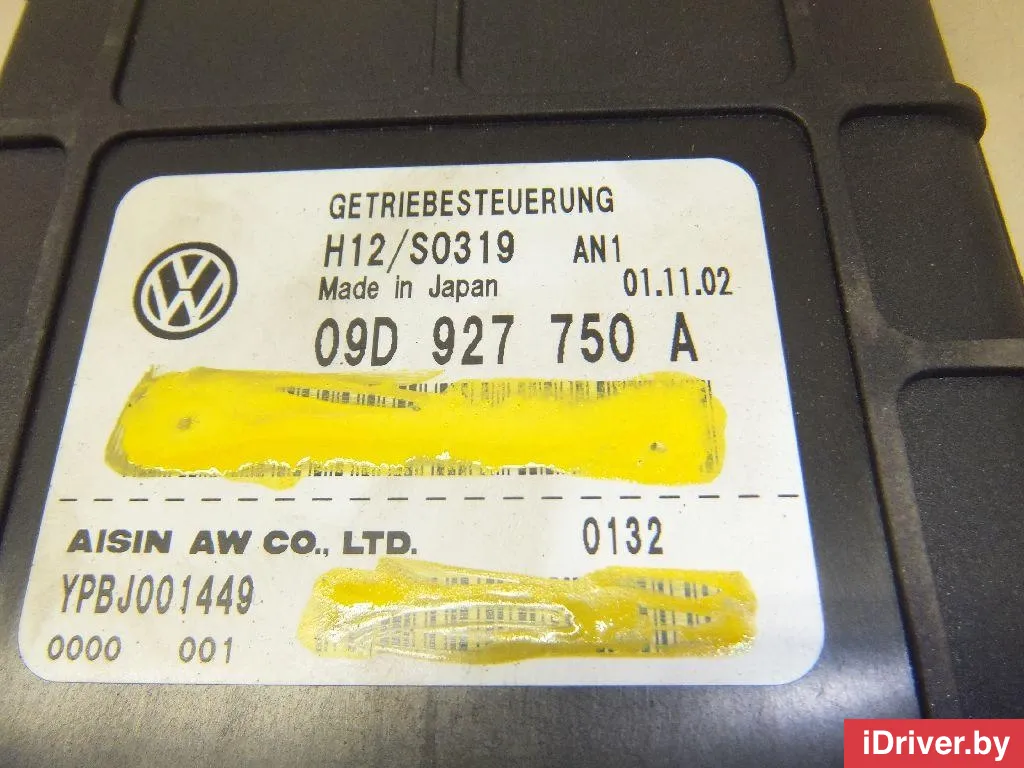 GETRIEBESTEUERUNG
H12/S0319 AN1
Made in Japan 01.11.02
09D 927 750 A
AISIN AW CO., LTD. 0132
YPBJ001449
0000 001
iDriver.by